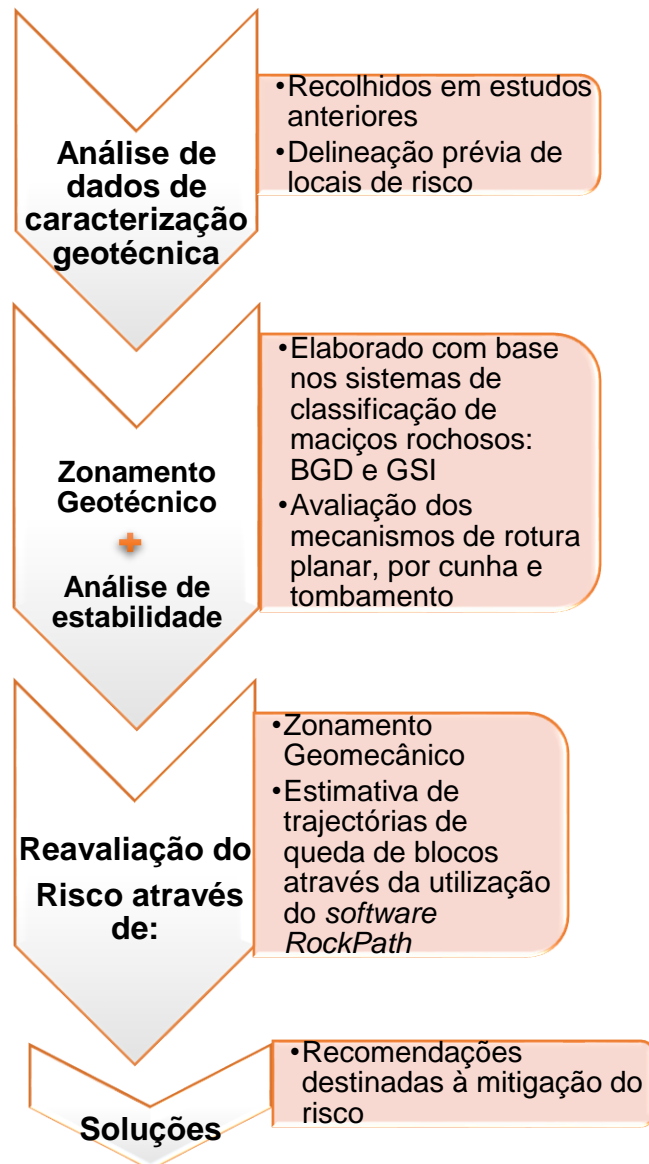 Análise de
dados de
caracterização
geotécnica
•Recolhidos em estudos
anteriores
•Delineação prévia de
locais de risco
Zonamento
Geotécnico
+
Análise de
estabilidade
•Elaborado com base
nos sistemas de
classificação de
maciços rochosos:
BGD e GSI
•Avaliação dos
mecanismos de rotura
planar, por cunha e
tombamento
Reavaliação do
Risco através
de:
•Zonamento
Geomecânico
•Estimativa de
trajectórias de
queda de blocos
através da utilização
do software
RockPath
Soluções
•Recomendações
destinadas à mitigação do
risco